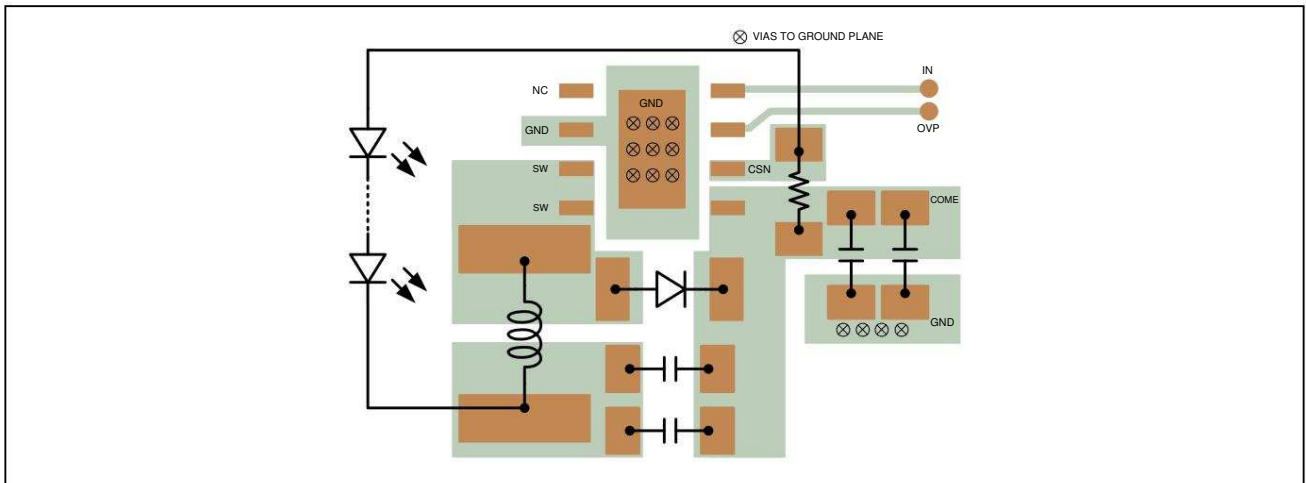 VIAS TO GROUND PLANE
IN
NC
GND
OVP
GND
SW
CSN
SW
COME
GND